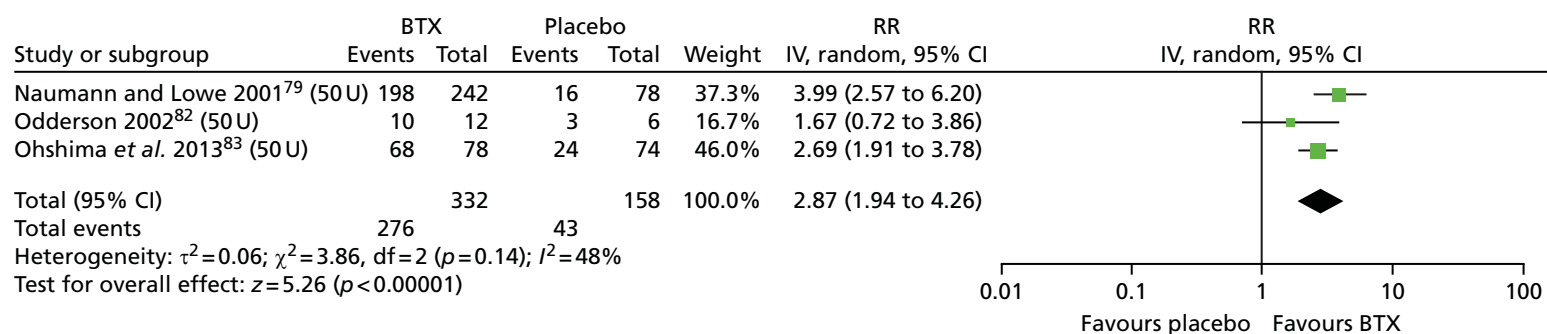 BTX Placebo RR RR
Study or subgroup Events Total Events Total Weight IV, random, 95% CI IV, random, 95% CI
Naumann and Lowe 2001⁷⁹ (50 U) 198 242 16 78 37.3% 3.99 (2.57 to 6.20)
Odderson 2002⁸² (50 U) 10 12 3 6 16.7% 1.67 (0.72 to 3.86)
Ohshima et al. 2013⁸³ (50 U) 68 78 24 74 46.0% 2.69 (1.91 to 3.78)
Total (95% CI) 332 158 100.0% 2.87 (1.94 to 4.26)
Total events 276 43
Heterogeneity: τ²=0.06; χ²=3.86, df=2 (p=0.14); I²=48%
Test for overall effect: z=5.26 (p<0.00001)
0.01 0.1 1 10 100
Favours placebo Favours BTX